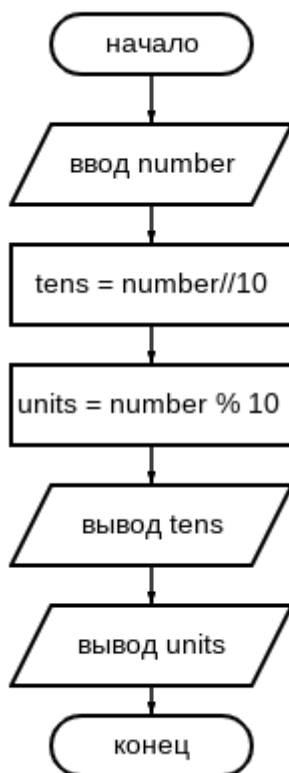 начало
ввод number
tens = number//10
units = number % 10
вывод tens
вывод units
конец